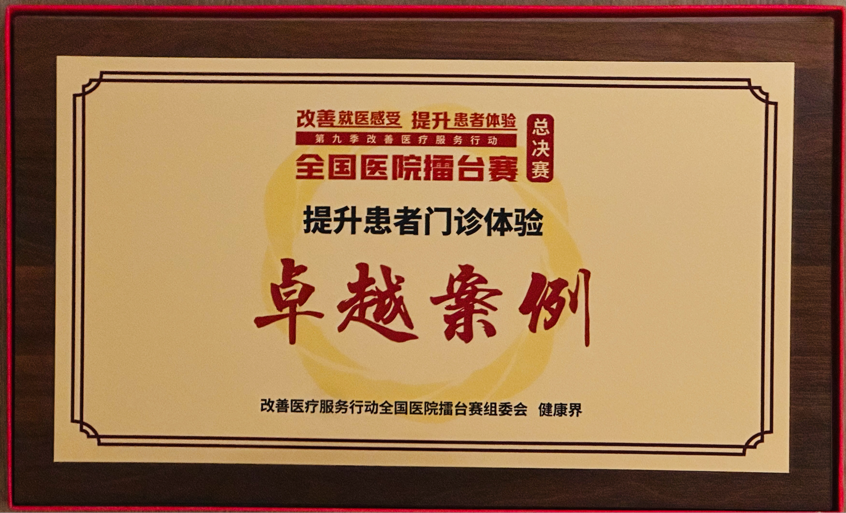 改善就医感受 提升患者体验
第九季改善医疗服务行动
全国医院擂台赛
总决赛
提升患者门诊体验
卓越案例
改善医疗服务行动全国医院擂台赛组委会 健康界